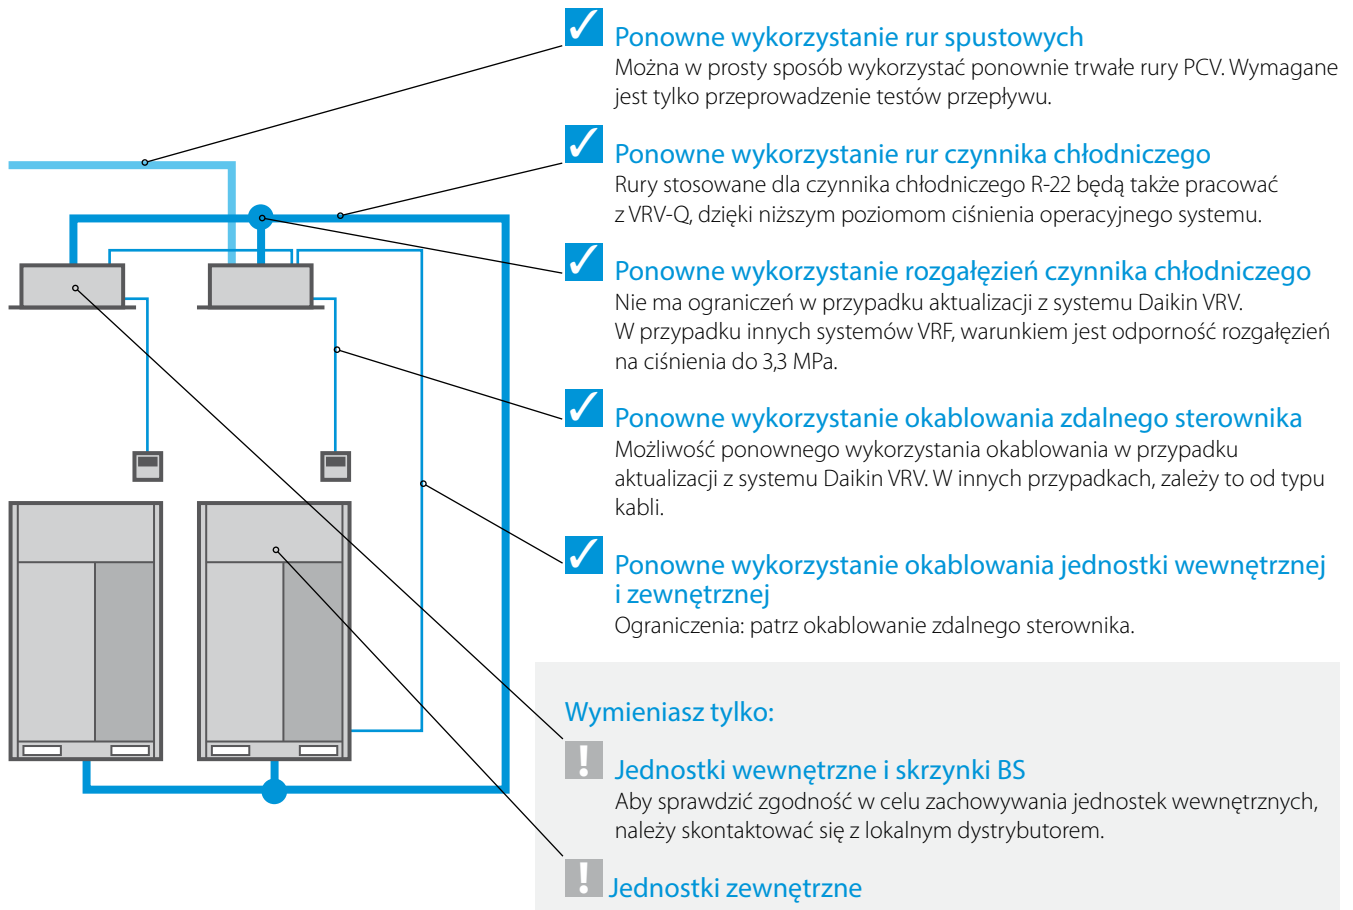 Ponowne wykorzystanie rur spustowych
Można w prosty sposób wykorzystać ponownie trwałe rury PCV. Wymagane
jest tylko przeprowadzenie testów przepływu.
Ponowne wykorzystanie rur czynnika chłodniczego
Rury stosowane dla czynnika chłodniczego R-22 będą także pracować
z VRV-Q, dzięki niższym poziomom ciśnienia operacyjnego systemu.
Ponowne wykorzystanie rozgałęzień czynnika chłodniczego
Nie ma ograniczeń w przypadku aktualizacji z systemu Daikin VRV.
W przypadku innych systemów VRF, warunkiem jest odporność rozgałęzień
na ciśnienia do 3,3 MPa.
Ponowne wykorzystanie okablowania zdalnego sterownika
Możliwość ponownego wykorzystania okablowania w przypadku
aktualizacji z systemu Daikin VRV. W innych przypadkach, zależy to od typu
kabli.
Ponowne wykorzystanie okablowania jednostki wewnętrznej
i zewnętrznej
Ograniczenia: patrz okablowanie zdalnego sterownika.
Wymieniasz tylko:
! Jednostki wewnętrzne i skrzynki BS
Aby sprawdzić zgodność w celu zachowywania jednostek wewnętrznych,
należy skontaktować się z lokalnym dystrybutorem.
! Jednostki zewnętrzne